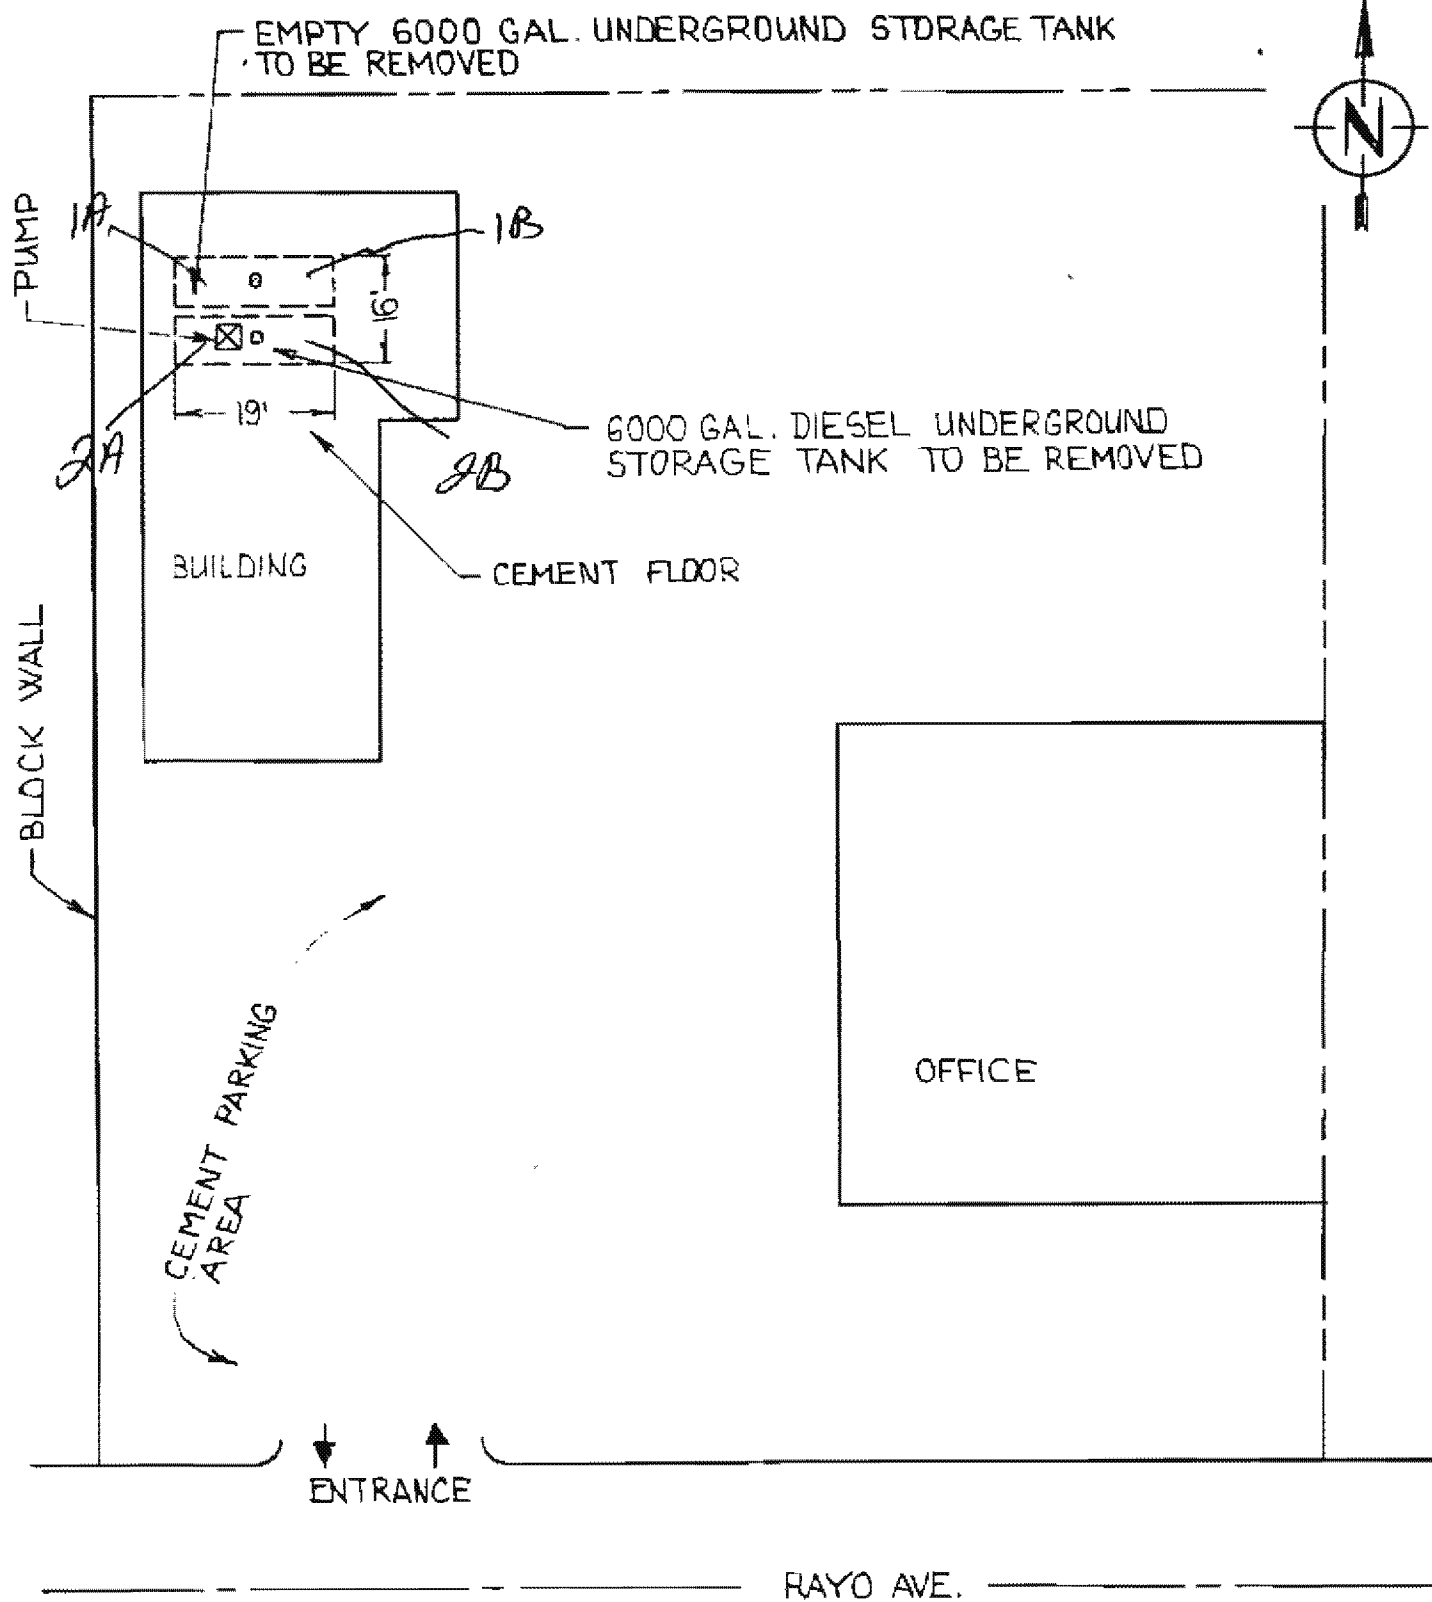 EMPTY 6000 GAL. UNDERGROUND STORAGE TANK
TO BE REMOVED
N
PUMP
1A
1B
16'
19'
2A
2B
6000 GAL. DIESEL UNDERGROUND
STORAGE TANK TO BE REMOVED
BUILDING
CEMENT FLOOR
BLOCK WALL
CEMENT PARKING
AREA
OFFICE
ENTRANCE
RAYO AVE.